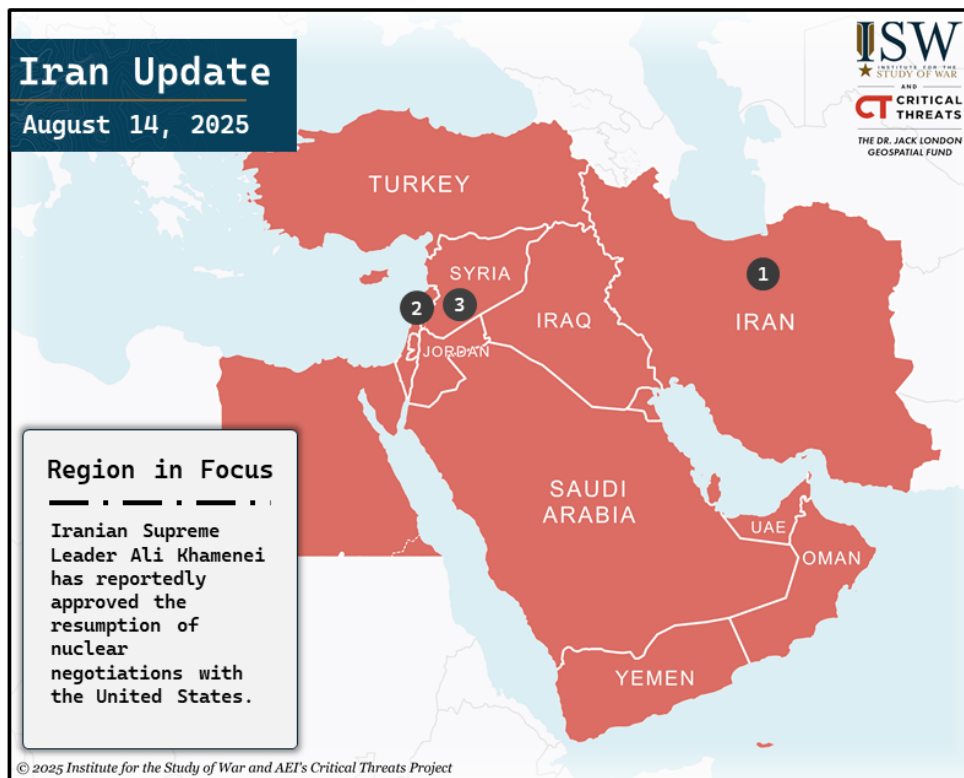 Iran Update
August 14, 2025
ISW
INSTITUTE FOR THE
STUDY OF WAR
AND
CT CRITICAL
THREATS
THE DR. JACK LONDON
GEOSPATIAL FUND
TURKEY
SYRIA
1
2
3
IRAQ
IRAN
JORDAN
SAUDI
ARABIA
UAE
OMAN
YEMEN
Region in Focus
Iranian Supreme
Leader Ali Khamenei
has reportedly
approved the
resumption of
nuclear
negotiations with
the United States.
© 2025 Institute for the Study of War and AEI's Critical Threats Project